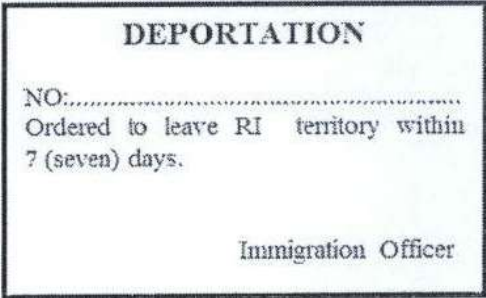 DEPORTATION
NO:..........................................................
Ordered to leave RI territory within
7 (seven) days.
Immigration Officer